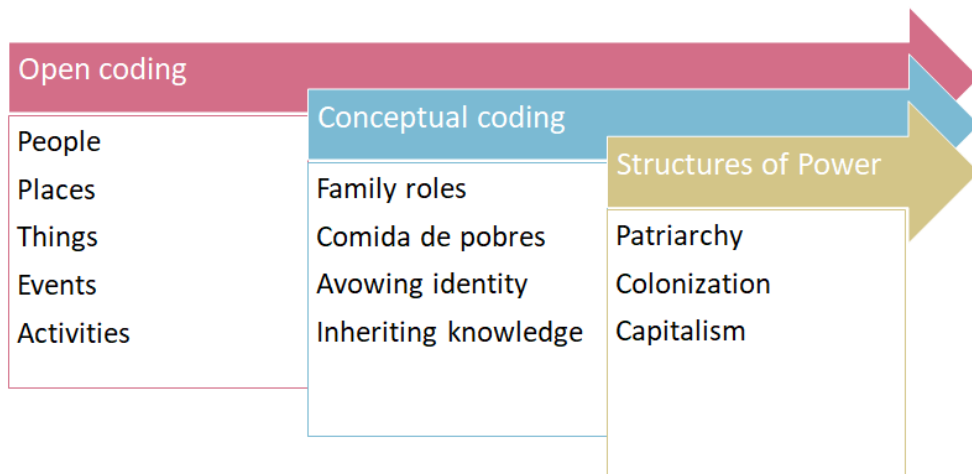 Open coding
People
Places
Things
Events
Activities
Conceptual coding
Family roles
Comida de pobres
Avowing identity
Inheriting knowledge
Structures of Power
Patriarchy
Colonization
Capitalism